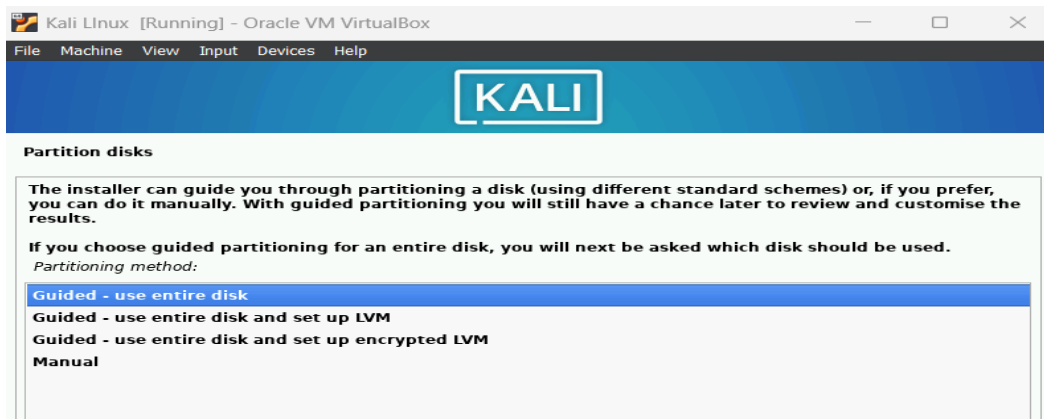 Kali LInux [Running] - Oracle VM VirtualBox
File Machine View Input Devices Help
KALI
Partition disks
The installer can guide you through partitioning a disk (using different standard schemes) or, if you prefer,
you can do it manually. With guided partitioning you will still have a chance later to review and customise the
results.
If you choose guided partitioning for an entire disk, you will next be asked which disk should be used.
Partitioning method:
Guided - use entire disk
Guided - use entire disk and set up LVM
Guided - use entire disk and set up encrypted LVM
Manual